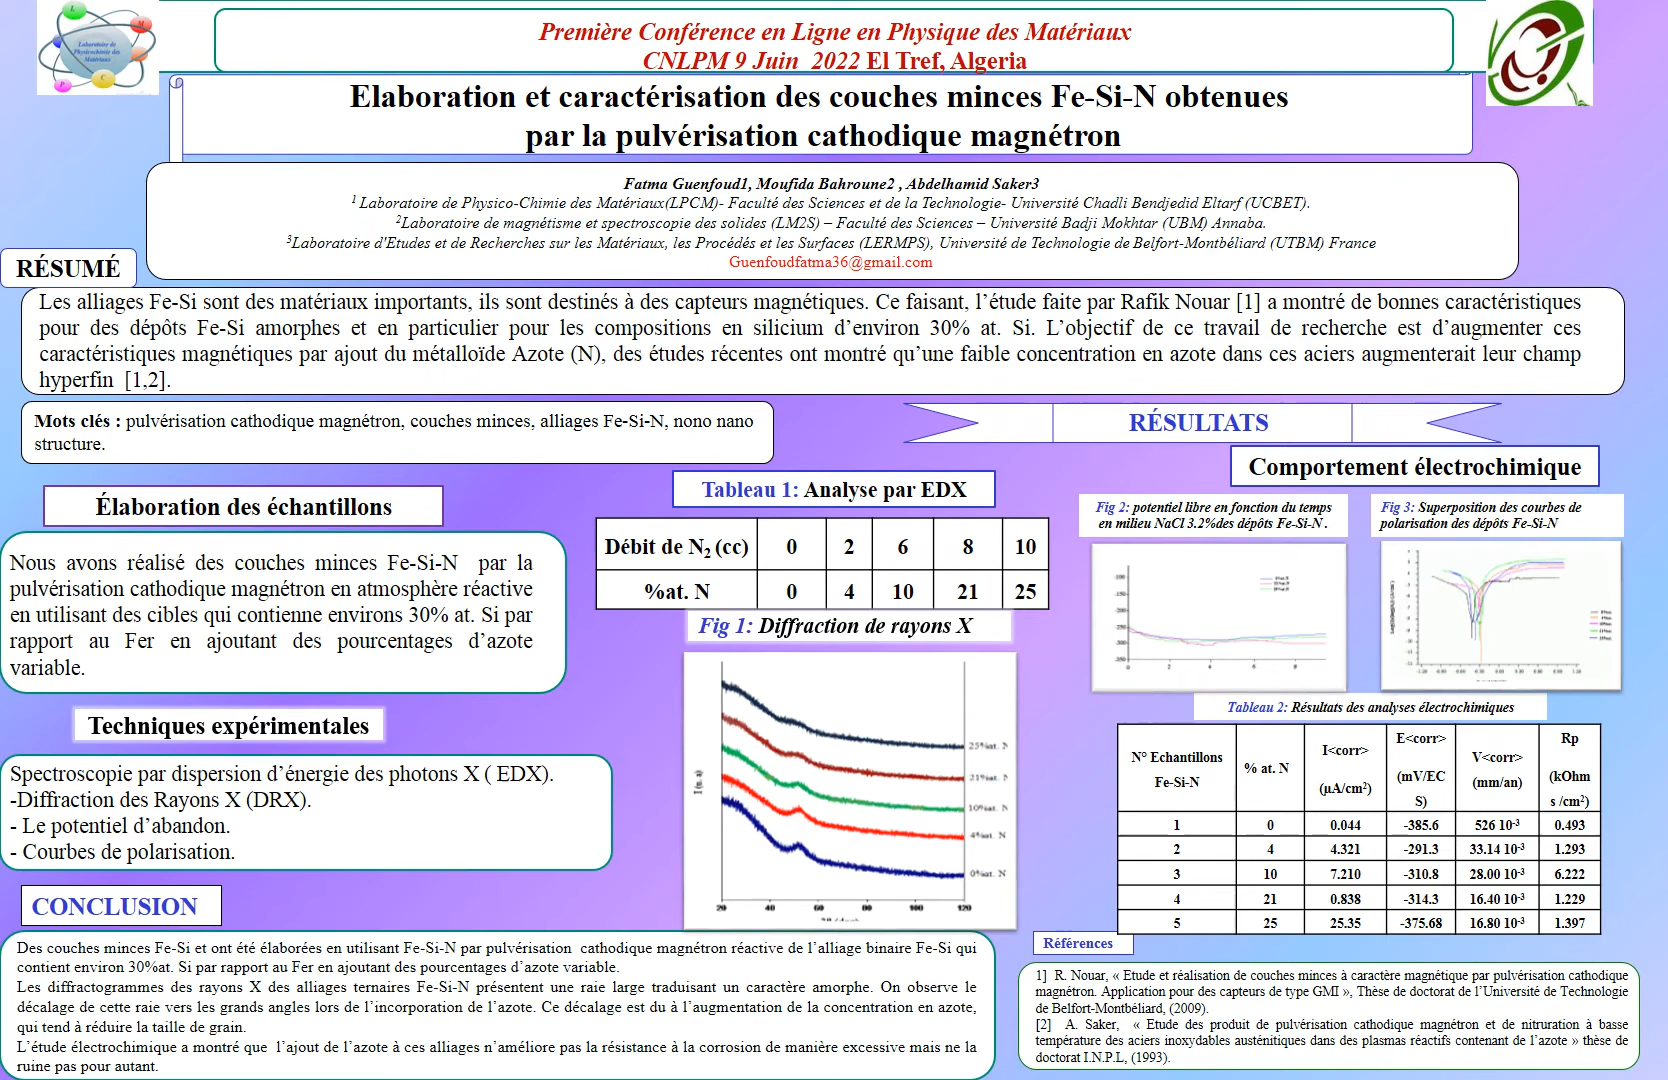 Laboratoire de
Physicochimie des
Matériaux
L
M
P
C
Première Conférence en Ligne en Physique des Matériaux
CNLPM 9 Juin 2022 El Tref, Algeria
Elaboration et caractérisation des couches minces Fe-Si-N obtenues
par la pulvérisation cathodique magnétron
Fatma Guenfoud1, Moufida Bahroune2 , Abdelhamid Saker3
1 Laboratoire de Physico-Chimie des Matériaux(LPCM)- Faculté des Sciences et de la Technologie- Université Chadli Bendjedid Eltarf (UCBET).
2Laboratoire de magnétisme et spectroscopie des solides (LM2S) – Faculté des Sciences – Université Badji Mokhtar (UBM) Annaba.
3Laboratoire d'Etudes et de Recherches sur les Matériaux, les Procédés et les Surfaces (LERMPS), Université de Technologie de Belfort-Montbéliard (UTBM) France
Guenfoudfatma36@gmail.com
RÉSUMÉ
Les alliages Fe-Si sont des matériaux importants, ils sont destinés à des capteurs magnétiques. Ce faisant, l’étude faite par Rafik Nouar [1] a montré de bonnes caractéristiques
pour des dépôts Fe-Si amorphes et en particulier pour les compositions en silicium d’environ 30% at. Si. L’objectif de ce travail de recherche est d’augmenter ces
caractéristiques magnétiques par ajout du métalloïde Azote (N), des études récentes ont montré qu’une faible concentration en azote dans ces aciers augmenterait leur champ
hyperfin [1,2].
Mots clés : pulvérisation cathodique magnétron, couches minces, alliages Fe-Si-N, nono nano
structure.
RÉSULTATS
Élaboration des échantillons
Nous avons réalisé des couches minces Fe-Si-N par la
pulvérisation cathodique magnétron en atmosphère réactive
en utilisant des cibles qui contienne environs 30% at. Si par
rapport au Fer en ajoutant des pourcentages d’azote
variable.
Techniques expérimentales
Spectroscopie par dispersion d’énergie des photons X ( EDX).
-Diffraction des Rayons X (DRX).
- Le potentiel d’abandon.
- Courbes de polarisation.
Tableau 1: Analyse par EDX
Débit de N2 (cc) 0 2 6 8 10
%at. N 0 4 10 21 25
Fig 1: Diffraction de rayons X
I (u. a)
25%at. N
21%at. N
10%at. N
4%at. N
0%at. N
20 40 60 80 100 120
Comportement électrochimique
Fig 2: potentiel libre en fonction du temps
en milieu NaCl 3.2%des dépôts Fe-Si-N .
-100
-150
-200
-250
-300
-350
0 2 4 6 8
Fig 3: Superposition des courbes de
polarisation des dépôts Fe-Si-N
Tableau 2: Résultats des analyses électrochimiques
N° Echantillons Fe-Si-N % at. N I<corr> (µA/cm2) E<corr> (mV/EC S) V<corr> (mm/an) Rp (kOhm s /cm2)
1 0 0.044 -385.6 526 10-3 0.493
2 4 4.321 -291.3 33.14 10-3 1.293
3 10 7.210 -310.8 28.00 10-3 6.222
4 21 0.838 -314.3 16.40 10-3 1.229
5 25 25.35 -375.68 16.80 10-3 1.397
CONCLUSION
Des couches minces Fe-Si et ont été élaborées en utilisant Fe-Si-N par pulvérisation cathodique magnétron réactive de l’alliage binaire Fe-Si qui
contient environ 30%at. Si par rapport au Fer en ajoutant des pourcentages d’azote variable.
Les diffractogrammes des rayons X des alliages ternaires Fe-Si-N présentent une raie large traduisant un caractère amorphe. On observe le
décalage de cette raie vers les grands angles lors de l’incorporation de l’azote. Ce décalage est du à l’augmentation de la concentration en azote,
qui tend à réduire la taille de grain.
L’étude électrochimique a montré que l’ajout de l’azote à ces alliages n’améliore pas la résistance à la corrosion de manière excessive mais ne la
ruine pas pour autant.
Références
1] R. Nouar, « Etude et réalisation de couches minces à caractère magnétique par pulvérisation cathodique
magnétron. Application pour des capteurs de type GMI », Thèse de doctorat de l’Université de Technologie
de Belfort-Montbéliard, (2009).
[2] A. Saker, « Etude des produit de pulvérisation cathodique magnétron et de nitruration à basse
température des aciers inoxydables austénitiques dans des plasmas réactifs contenant de l’azote » thèse de
doctorat I.N.P.L, (1993).